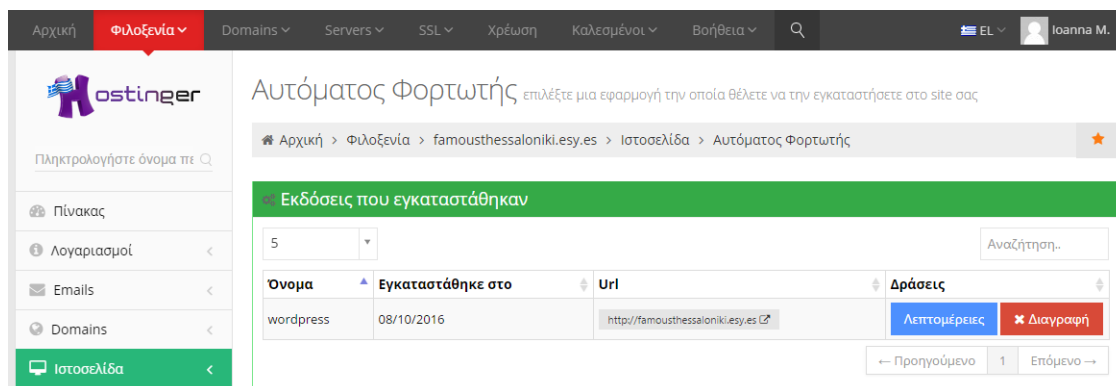 Αρχική Φιλοξενία Domains Servers SSL Χρέωση Καλεσμένοι Βοήθεια EL Ioanna M.
Hostinger
Αυτόματος Φορτωτής επιλέξτε μια εφαρμογή την οποία θέλετε να την εγκαταστήσετε στο site σας
Αρχική > Φιλοξενία > famousthessaloniki.esy.es > Ιστοσελίδα > Αυτόματος Φορτωτής
Πληκτρολογήστε όνομα πε
Πίνακας
Λογαριασμοί
Emails
Domains
Ιστοσελίδα
Εκδόσεις που εγκαταστάθηκαν
5 Αναζήτηση..
Όνομα Εγκαταστάθηκε στο Url Δράσεις
wordpress 08/10/2016 http://famousthessaloniki.esy.es Λεπτομέρειες Διαγραφή
← Προηγούμενο 1 Επόμενο →